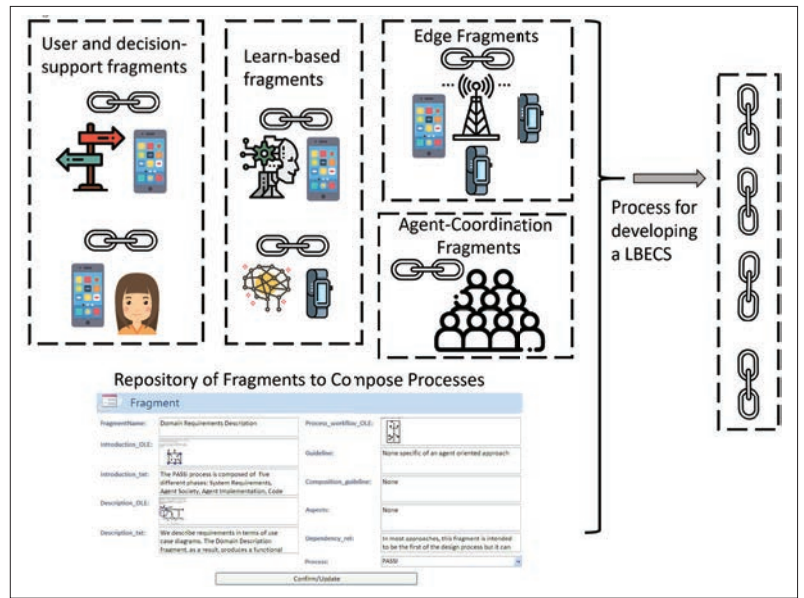 User and decision-
support fragments
Learn-based
fragments
Edge Fragments
Agent-Coordination
Fragments
Process for
developing
a LBECS
Repository of Fragments to Compose Processes
Fragment
FragmentName:
Domain Requirements Description
Introduction_OLE:
Introduction_txt:
The PASSI process is composed of Five
different phases: System Requirements,
Agent Society, Agent Implementation, Code
Description_OLE:
Description_txt:
We describe requirements in terms of use
case diagrams. The Domain Description
Fragment, as a result, produces a functional
Process_workflow_OLE:
Guideline:
None specific of an agent oriented approach
Composition_guideline:
None
Aspects:
None
Dependency_rel:
In most approaches, this fragment is intended
to be the first of the design process but it can
Process:
PASSI
Confirm/Update